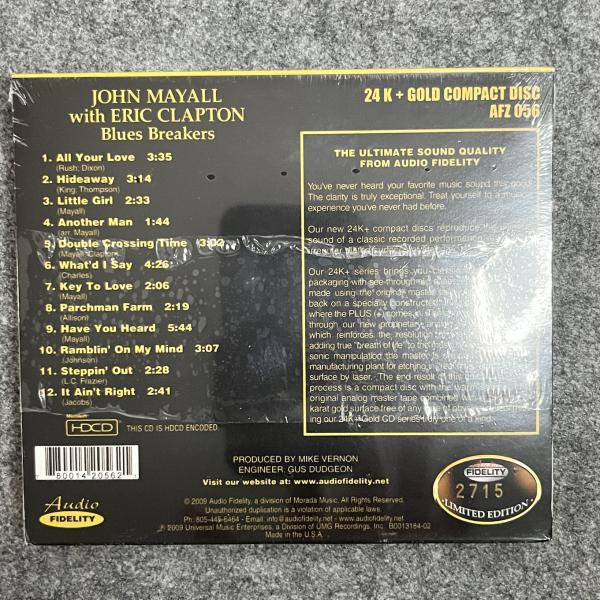 JOHN MAYALL
with ERIC CLAPTON
Blues Breakers
24 K + GOLD COMPACT DISC
AFZ 056
1. All Your Love 3:35
(Rush; Dixon)
2. Hideaway 3:14
(King; Thompson)
3. Little Girl 2:33
(Mayall)
4. Another Man 1:44
(arr. Mayall)
5. Double Crossing Time 3:02
(Mayall; Clapton)
6. What'd I Say 4:26
(Charles)
7. Key To Love 2:06
(Mayall)
8. Parchman Farm 2:19
(Allison)
9. Have You Heard 5:44
(Mayall)
10. Ramblin' On My Mind 3:07
(Johnson)
11. Steppin' Out 2:28
(L.C. Frazier)
12. It Ain't Right 2:41
(Jacobs)
THE ULTIMATE SOUND QUALITY
FROM AUDIO FIDELITY
You've never heard your favorite music sound this good
The clarity is truly exceptional. Treat yourself to a music
experience you've never had before.
Our new 24K+ compact discs reproduce the
sound of a classic recorded performance
Our 24K+ series brings you
packaging with see-through
made using the original master
back on a specially constructed
where the PLUS (+) comes in
through our new proprietary
which reinforces the resolution
adding true "breath of life" to the
sonic manipulation the master is
manufacturing plant for etching in
surface by laser. The end result of this
process is a compact disc with the warmth
original analog master tape combined with
karat gold surface free of any
ing our 24K+Gold CD series truly one of a kind.
HDCD
THIS CD IS HDCD ENCODED
7 80014 20562
PRODUCED BY MIKE VERNON
ENGINEER GUS DUDGEON
Visit our website at: www.audiofidelity.net
Audio
FIDELITY
© 2009 Audio Fidelity, a division of Morada Music. All Rights Reserved.
Unauthorized duplication is a violation of applicable laws.
Ph: 805-445-6464 - Email: info@audiofidelity.net - www.audiofidelity.net
℗ 2009 Universal Music Enterprises, a Division of UMG Recordings, Inc. B0013184-02
Made in the U.S.A.
FIDELITY
2715
LIMITED EDITION